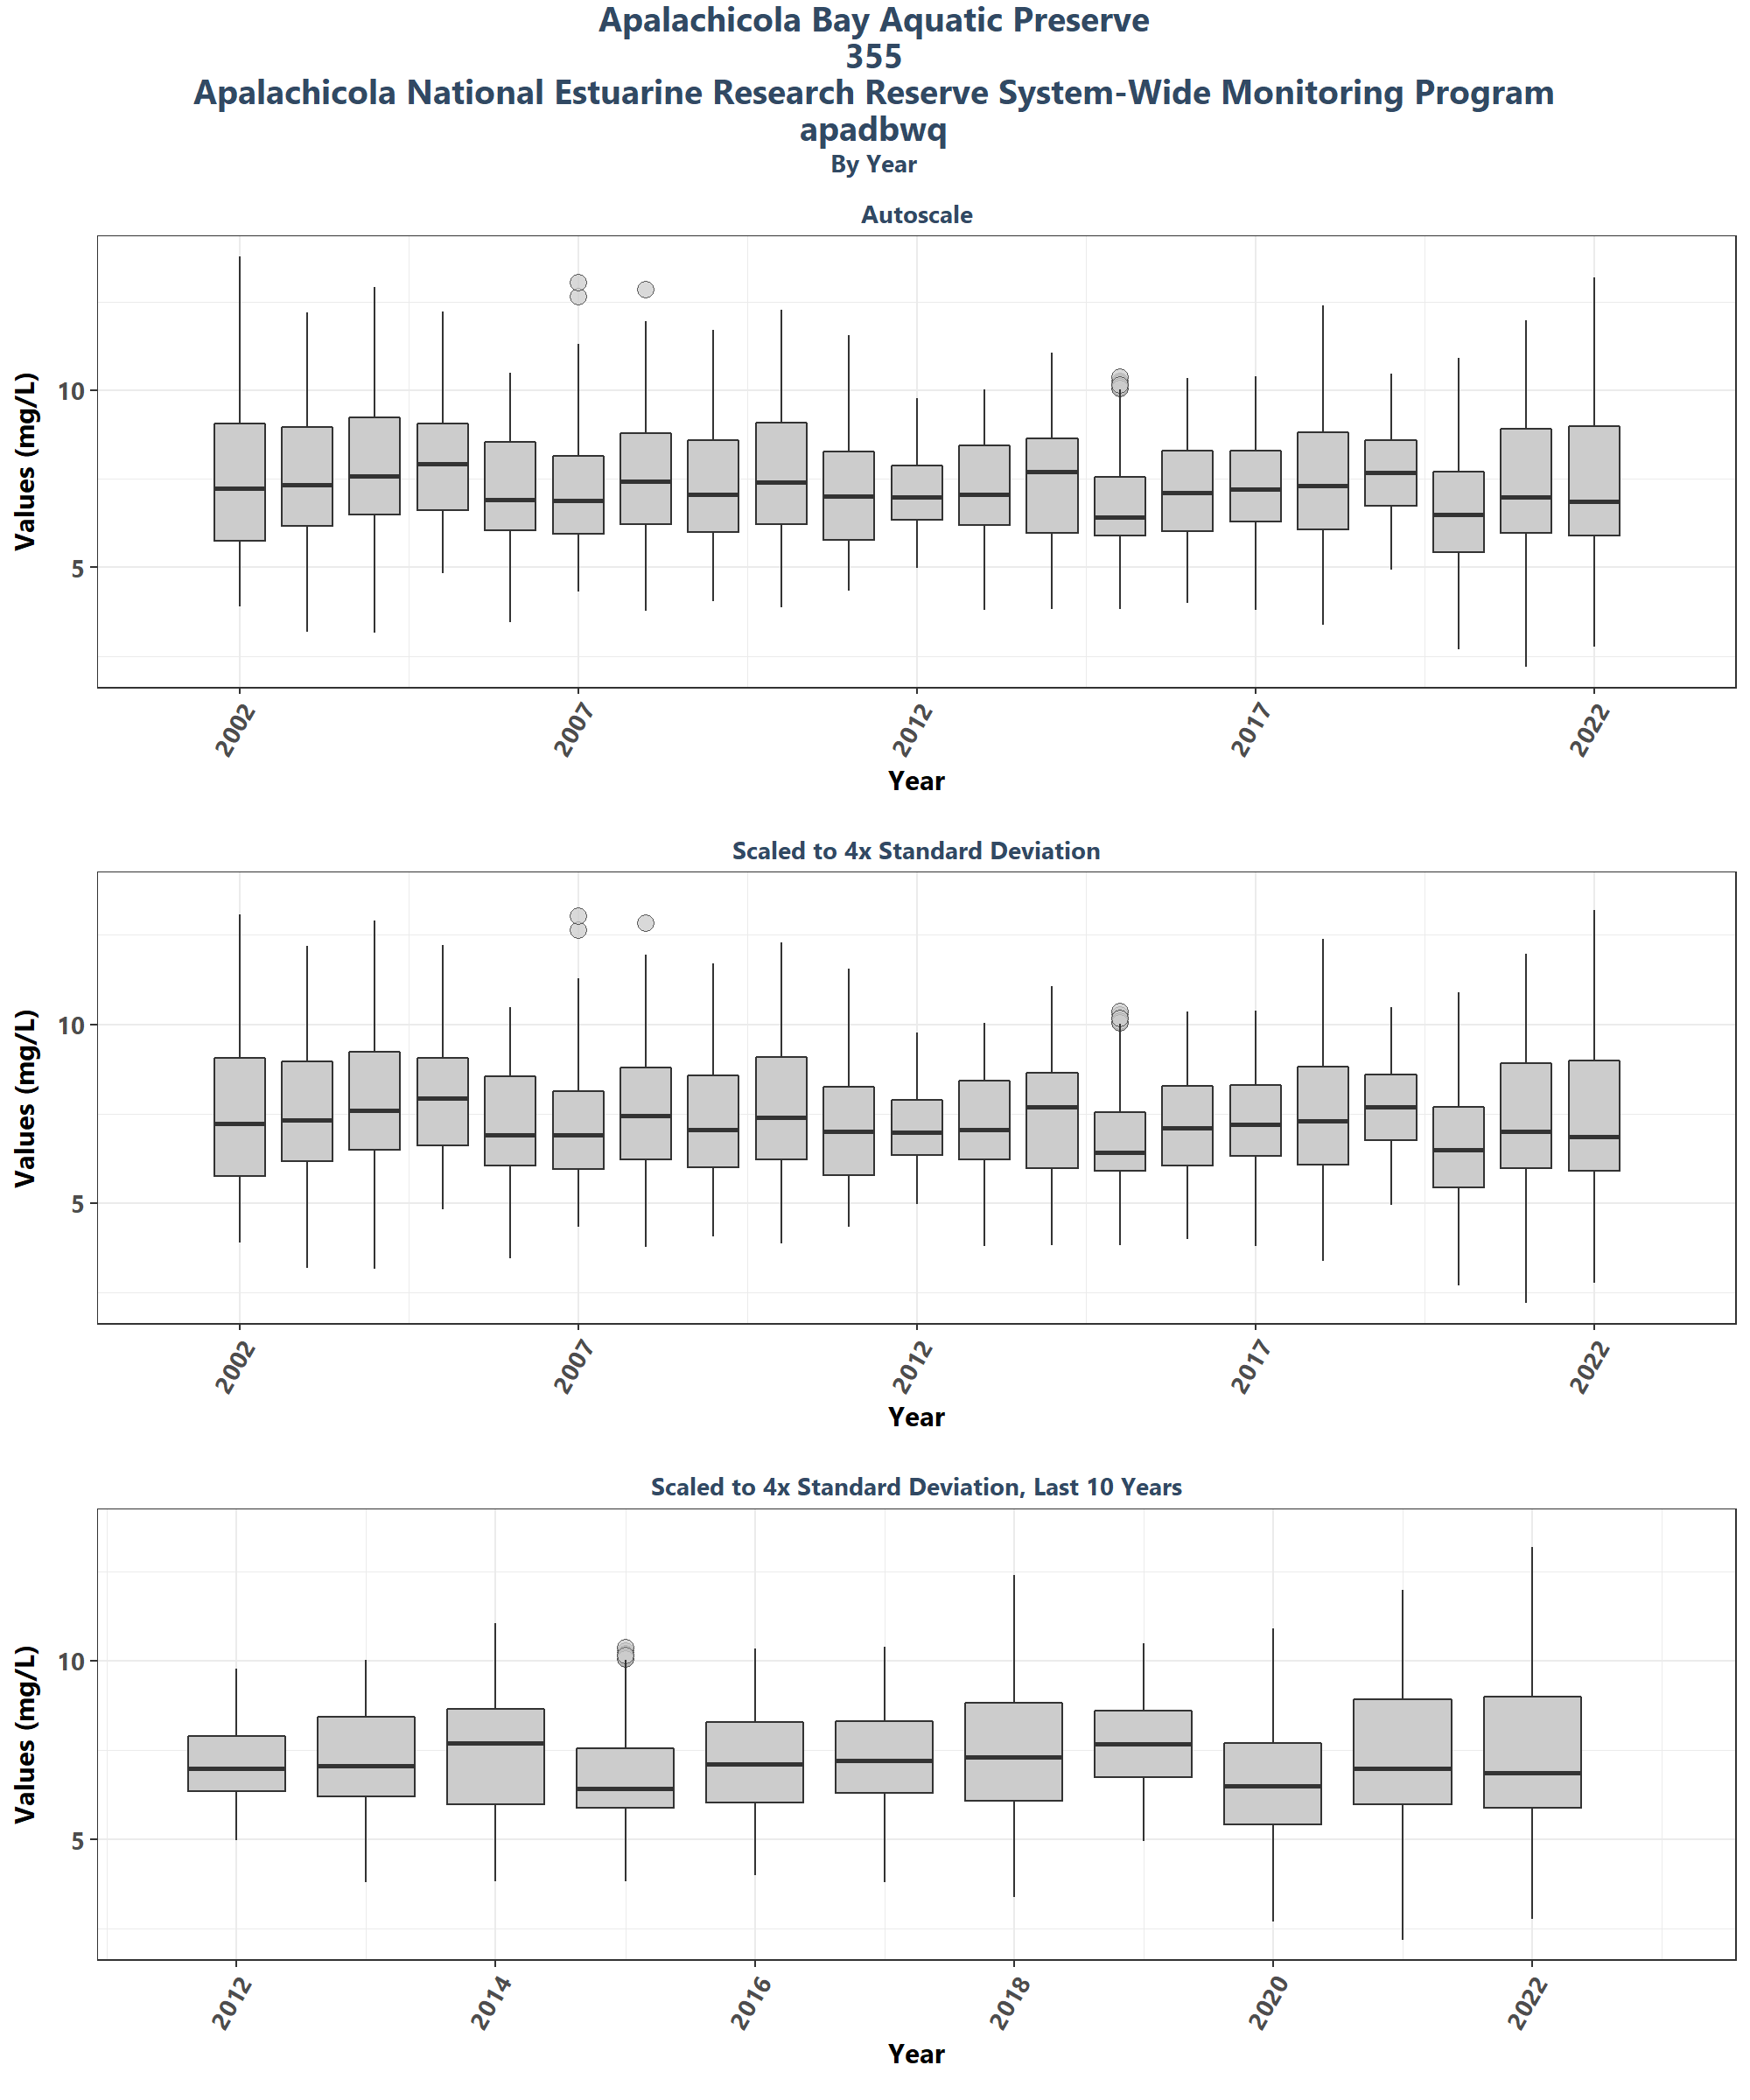 Apalachicola Bay Aquatic Preserve
355
Apalachicola National Estuarine Research Reserve System-Wide Monitoring Program
apadbwq
By Year
Autoscale
Values (mg/L)
10
5
2002 2007 2012 2017 2022
Year
Scaled to 4x Standard Deviation
Values (mg/L)
10
5
2002 2007 2012 2017 2022
Year
Scaled to 4x Standard Deviation, Last 10 Years
Values (mg/L)
10
5
2012 2014 2016 2018 2020 2022
Year